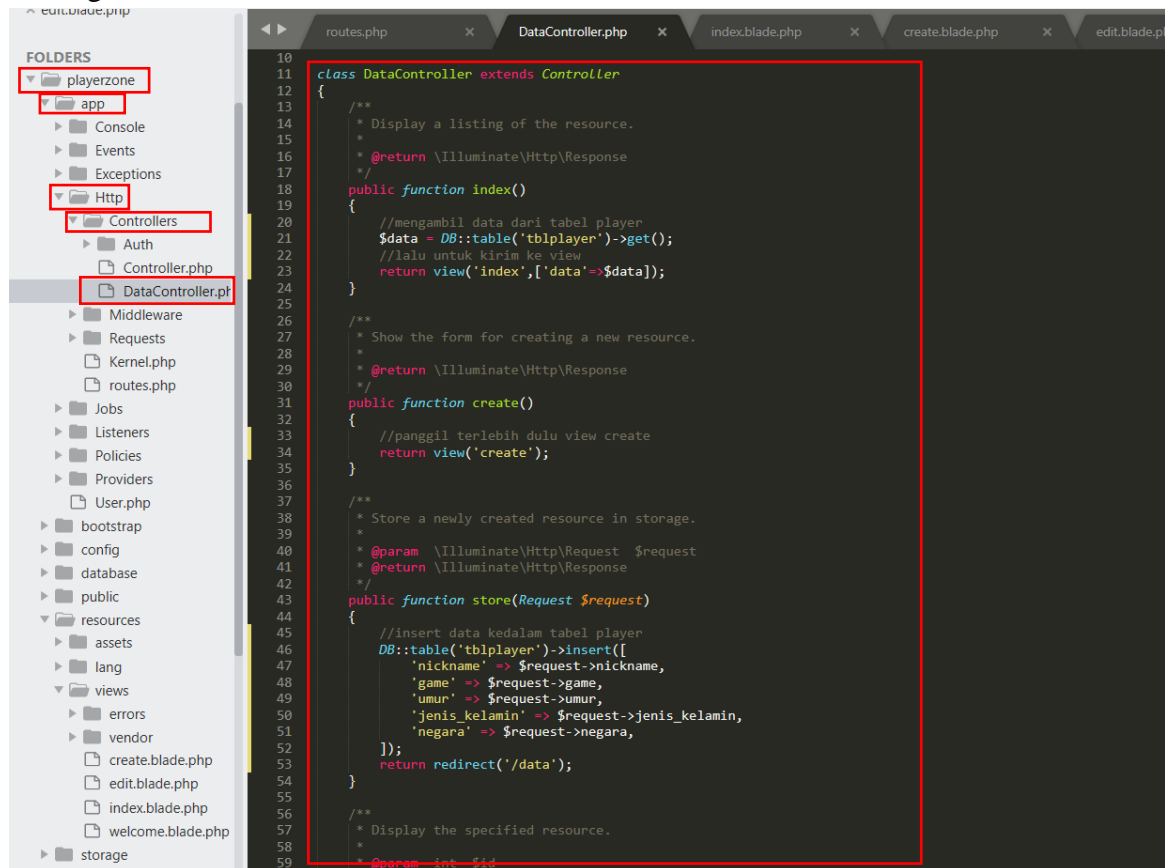 edit.blade.php
FOLDERS
playerzone
app
Console
Events
Exceptions
Http
Controllers
Auth
Controller.php
DataController.ph
Middleware
Requests
Kernel.php
routes.php
Jobs
Listeners
Policies
Providers
User.php
bootstrap
config
database
public
resources
assets
lang
views
errors
vendor
create.blade.php
edit.blade.php
index.blade.php
welcome.blade.php
storage
routes.php × DataController.php × index.blade.php × create.blade.php × edit.blade.p
10
11 class DataController extends Controller
12 {
13 /**
14 * Display a listing of the resource.
15 *
16 * @return \Illuminate\Http\Response
17 */
18 public function index()
19 {
20 //mengambil data dari tabel player
21 $data = DB::table('tblplayer')->get();
22 //lalu untuk kirim ke view
23 return view('index',['data'=>$data]);
24 }
25
26 /**
27 * Show the form for creating a new resource.
28 *
29 * @return \Illuminate\Http\Response
30 */
31 public function create()
32 {
33 //panggil terlebih dulu view create
34 return view('create');
35 }
36
37 /**
38 * Store a newly created resource in storage.
39 *
40 * @param \Illuminate\Http\Request $request
41 * @return \Illuminate\Http\Response
42 */
43 public function store(Request $request)
44 {
45 //insert data kedalam tabel player
46 DB::table('tblplayer')->insert([
47 'nickname' => $request->nickname,
48 'game' => $request->game,
49 'umur' => $request->umur,
50 'jenis_kelamin' => $request->jenis_kelamin,
51 'negara' => $request->negara,
52 ]);
53 return redirect('/data');
54 }
55
56 /**
57 * Display the specified resource.
58 *
59 * @param int $id